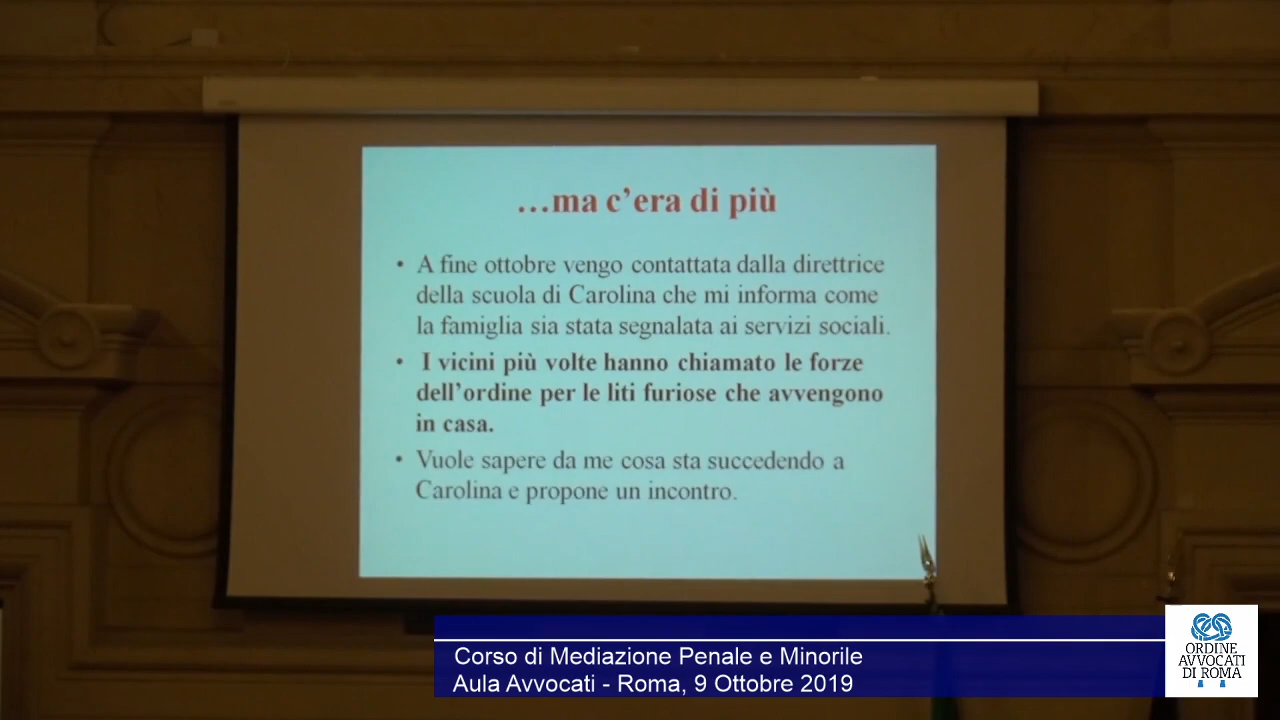 …ma c’era di più
• A fine ottobre vengo contattata dalla direttrice
della scuola di Carolina che mi informa come
la famiglia sia stata segnalata ai servizi sociali.
• I vicini più volte hanno chiamato le forze
dell’ordine per le liti furiose che avvengono
in casa.
• Vuole sapere da me cosa sta succedendo a
Carolina e propone un incontro.
Corso di Mediazione Penale e Minorile
Aula Avvocati - Roma, 9 Ottobre 2019
ORDINE
AVVOCATI
DI ROMA